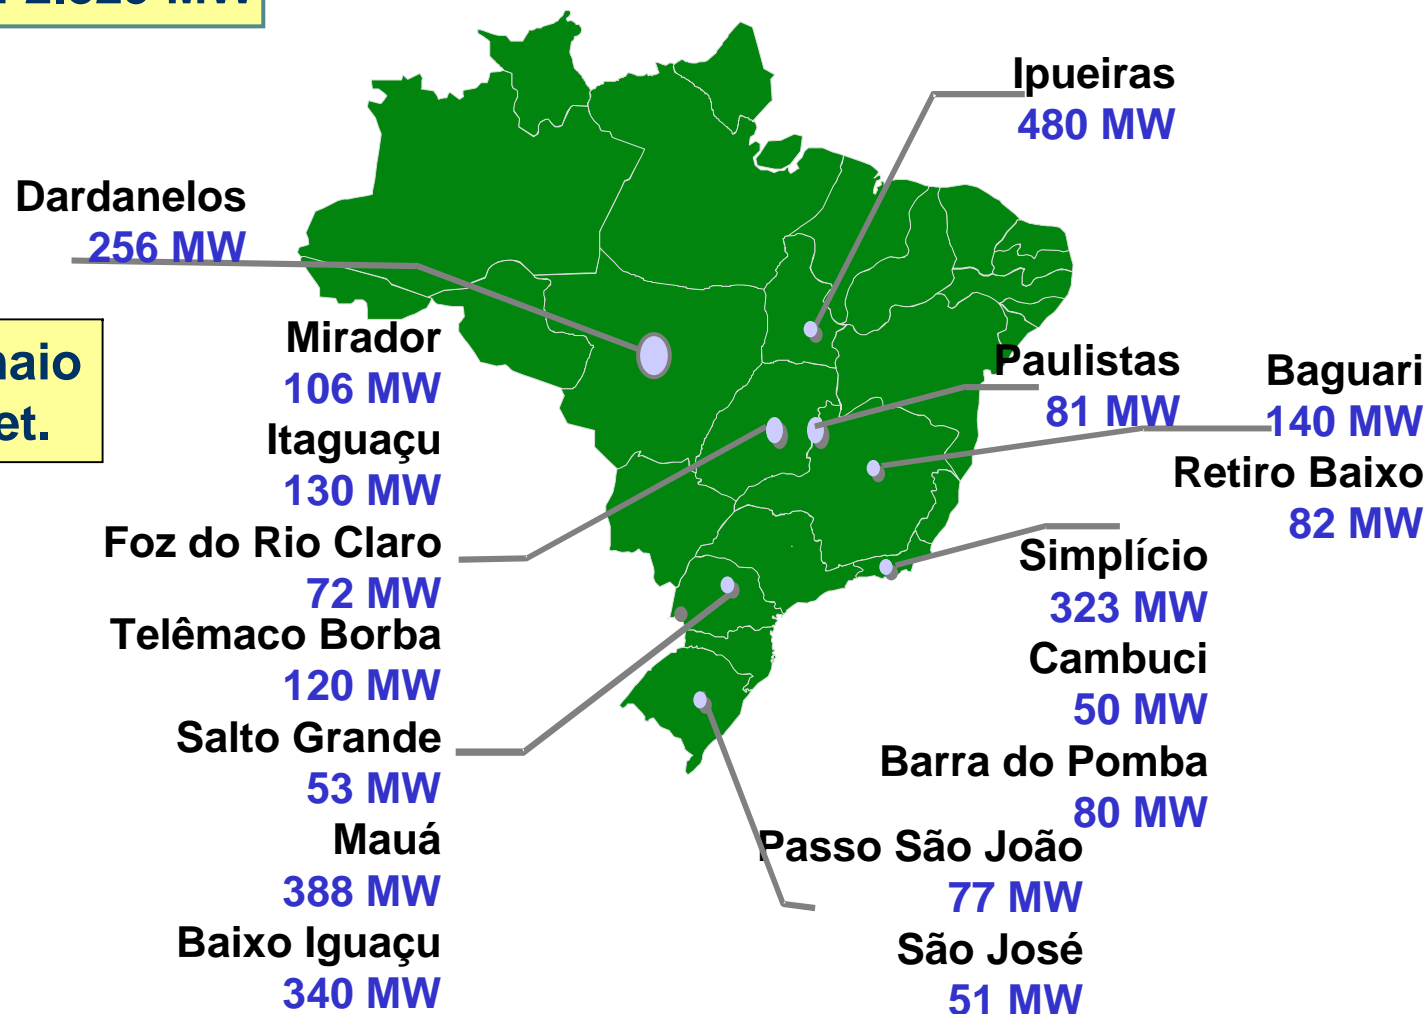 MW
Ipueiras
480 MW
Dardanelos
256 MW
et.
Mirador
106 MW
Itaguaçu
130 MW
Foz do Rio Claro
72 MW
Telêmaco Borba
120 MW
Salto Grande
53 MW
Mauá
388 MW
Baixo Iguaçu
340 MW
Paulistas
81 MW
Baguari
140 MW
Retiro Baixo
82 MW
Simplício
323 MW
Cambuci
50 MW
Barra do Pomba
80 MW
Passo São João
77 MW
São José
51 MW